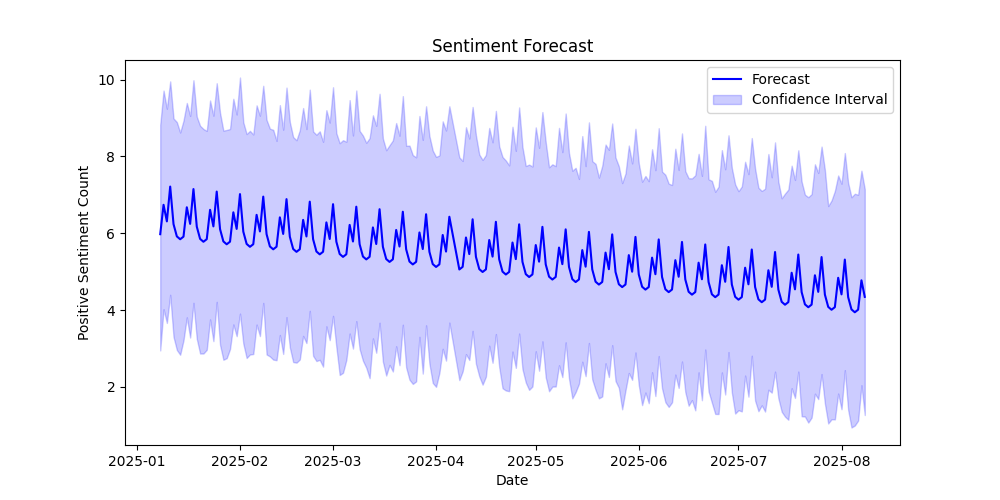 Sentiment Forecast
Forecast
Confidence Interval
Positive Sentiment Count
10
8
6
4
2
2025-01
2025-02
2025-03
2025-04
2025-05
2025-06
2025-07
2025-08
Date